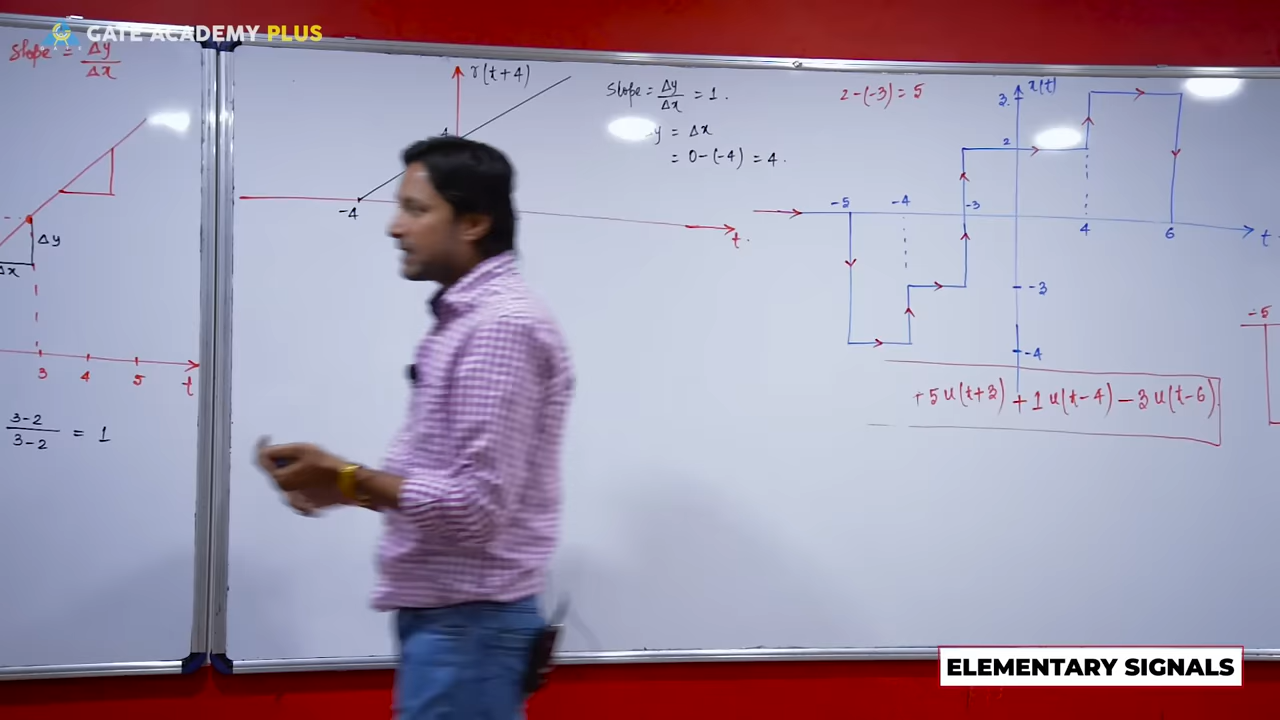 GATE ACADEMY PLUS
slope = Δy
Δx
Δy
Δx
3 4 5 t
3-2
3-2
= 1
r(t+4)
4
-4
t
slope = Δy
Δx
= 1.
y = Δx
= 0-(-4) = 4.
2-(-3) = 5
x(t)
3
2
-5 -4 -3 4 6 t
-3
-4
+5u(t+3) + 1u(t-4) - 3u(t-6)
-5
ELEMENTARY SIGNALS